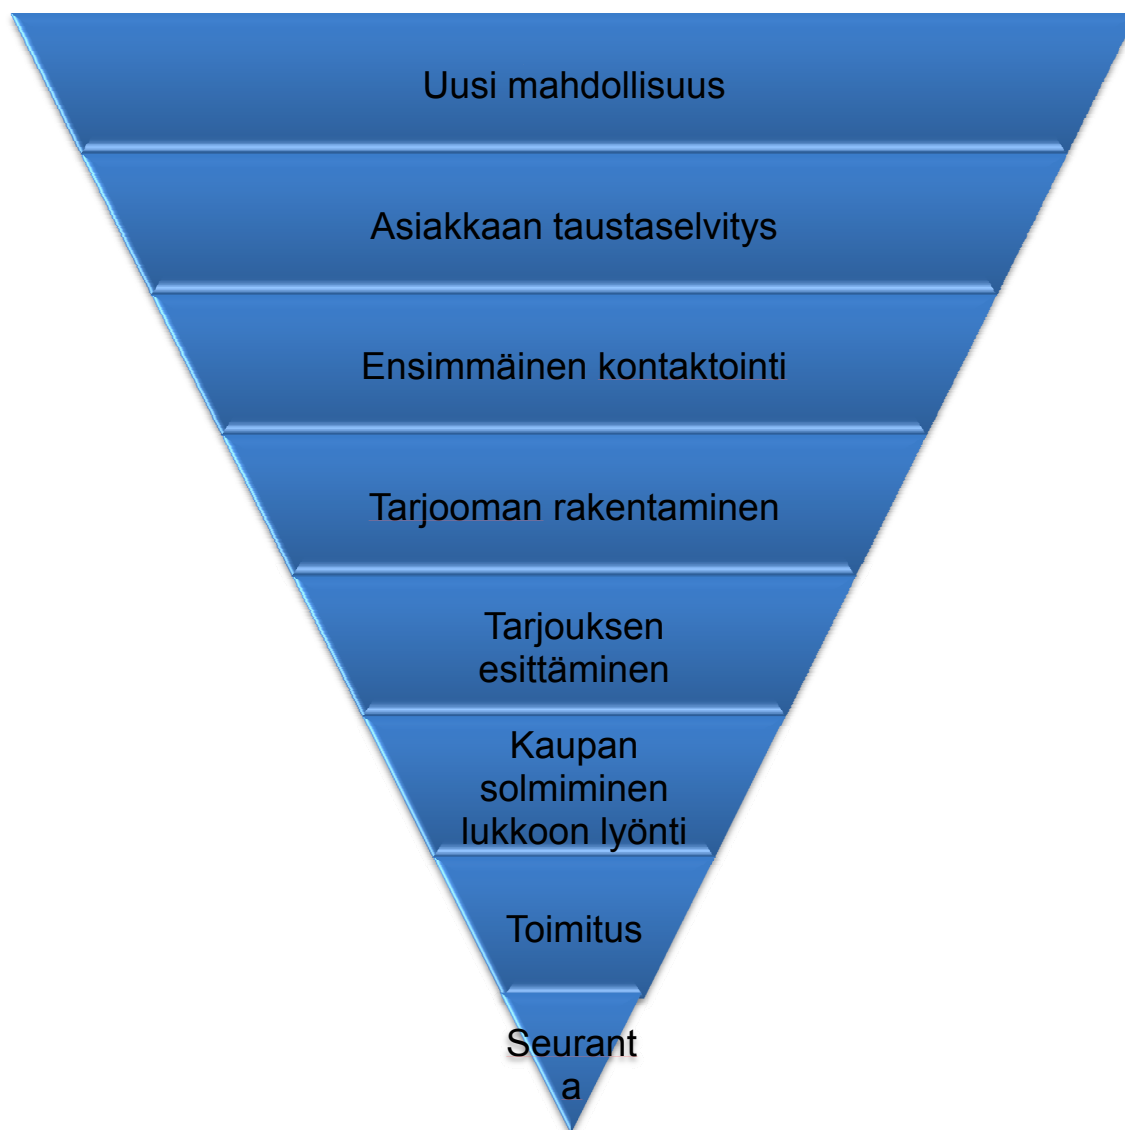 Uusi mahdollisuus
Asiakkaan taustaselvitys
Ensimmäinen kontaktointi
Tarjooman rakentaminen
Tarjouksen
esittäminen
Kaupan
solmiminen
lukkoon lyönti
Toimitus
Seurant
a